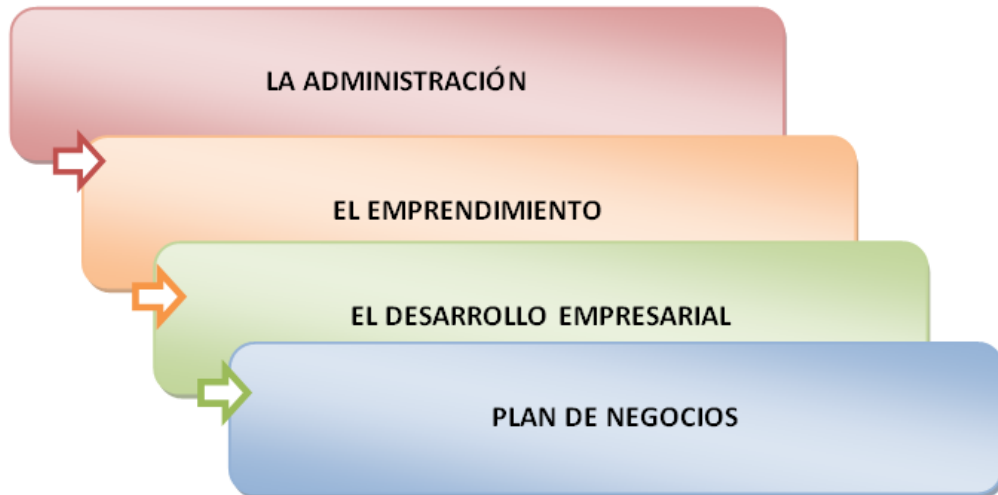 LA ADMINISTRACIÓN
EL EMPRENDIMIENTO
EL DESARROLLO EMPRESARIAL
PLAN DE NEGOCIOS